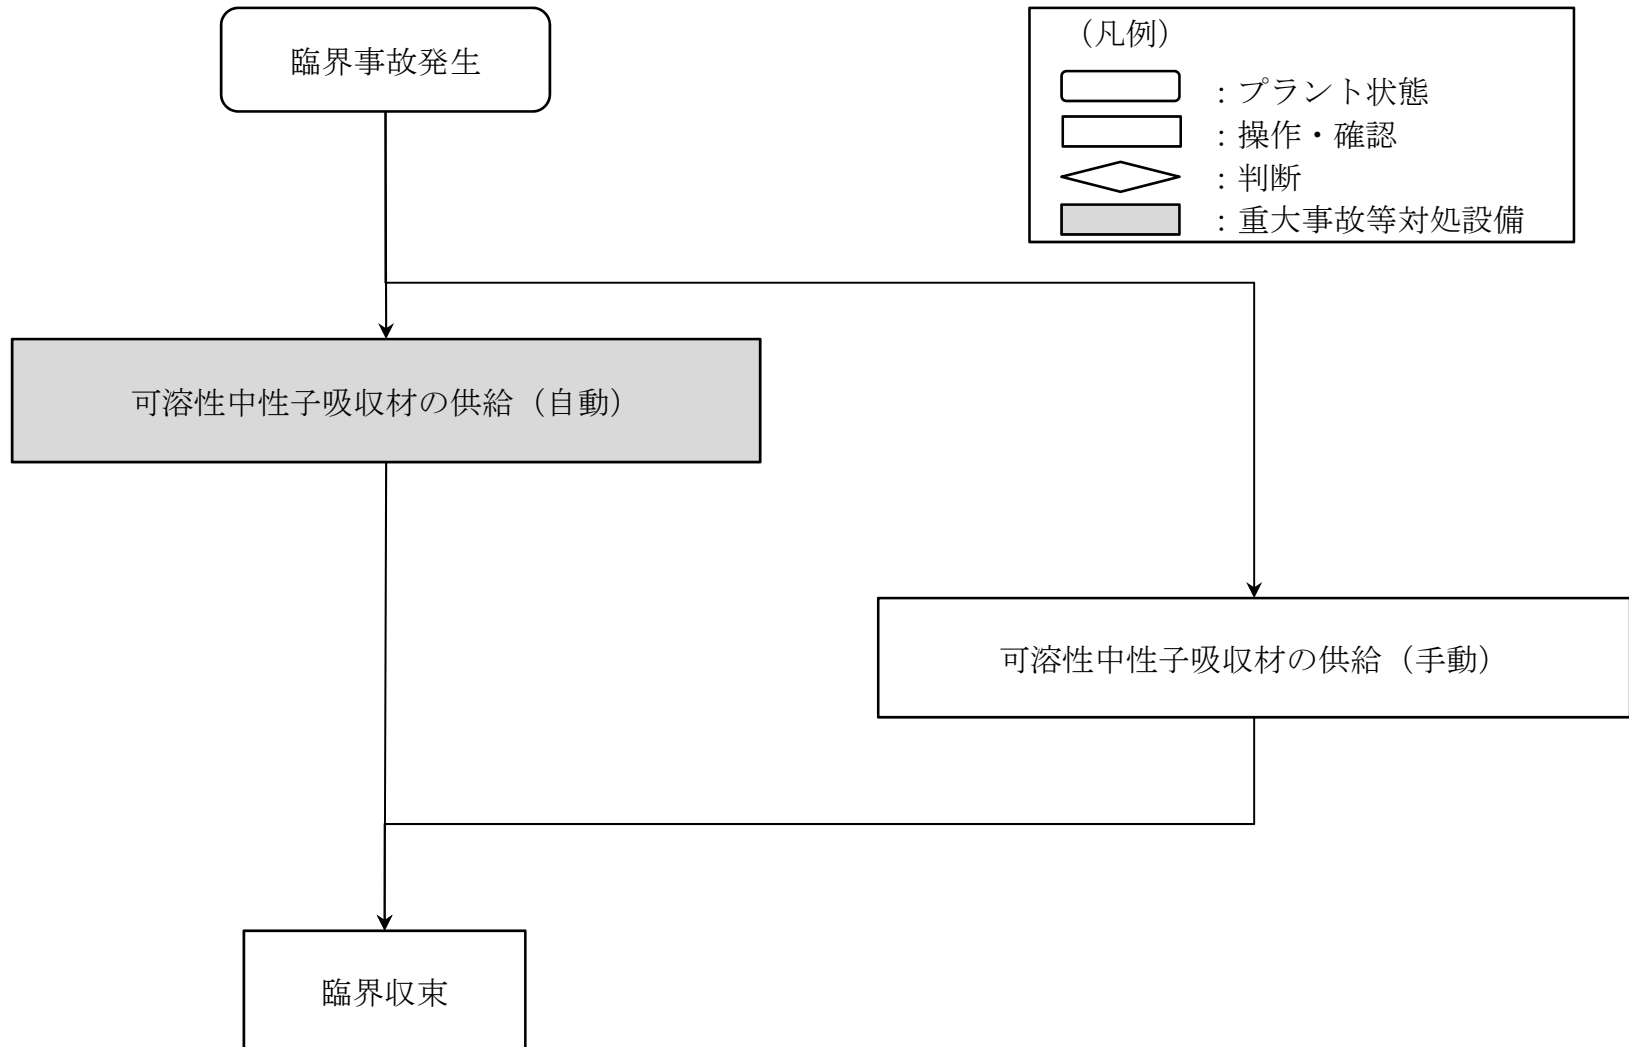 臨界事故発生
（凡例）
：プラント状態
：操作・確認
：判断
：重大事故等対処設備
可溶性中性子吸収材の供給（自動）
可溶性中性子吸収材の供給（手動）
臨界収束